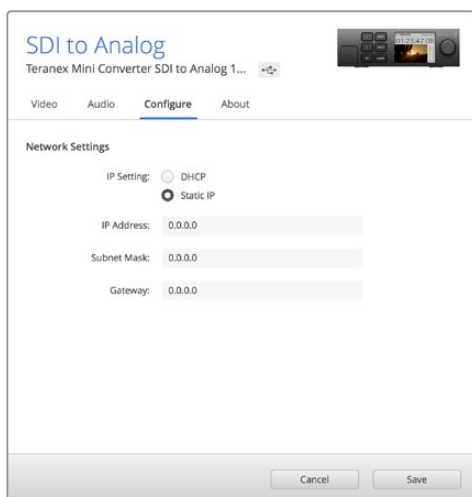 SDI to Analog
Teranex Mini Converter SDI to Analog 1...
Video Audio Configure About
Network Settings
IP Setting: DHCP
Static IP
IP Address: 0.0.0.0
Subnet Mask: 0.0.0.0
Gateway: 0.0.0.0
Cancel Save